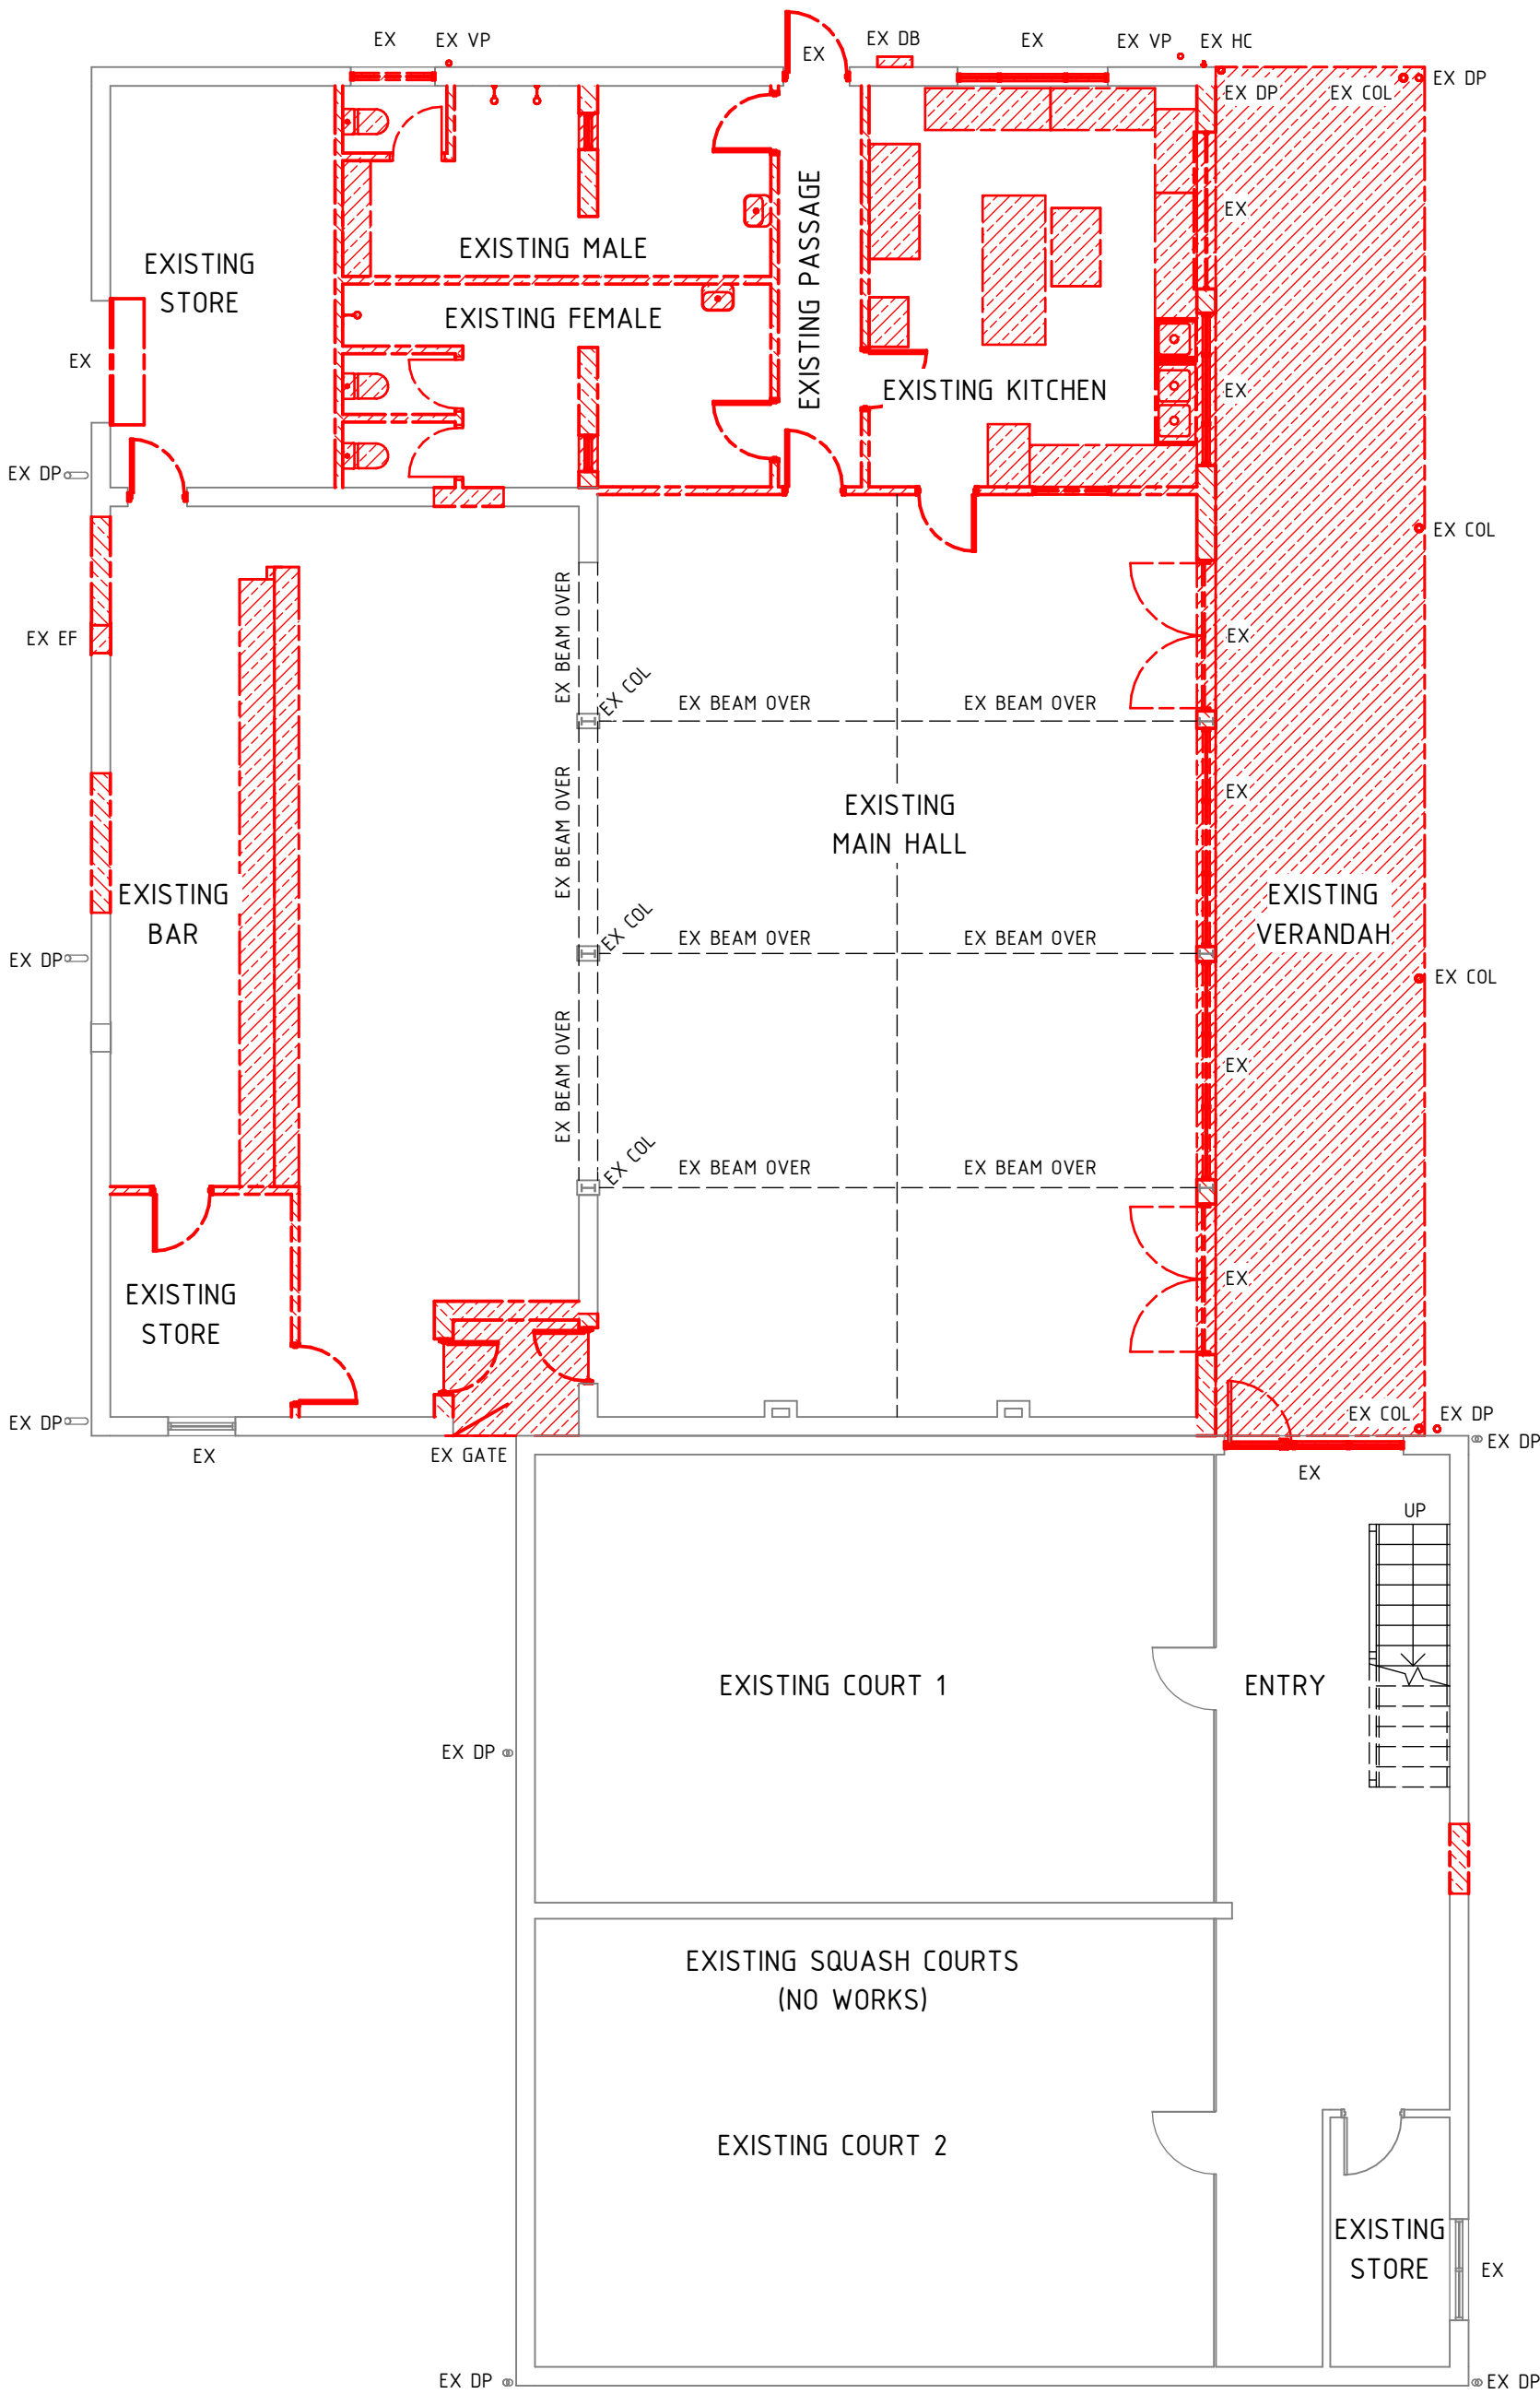 EX
EX VP
EX
EX DB
EX
EX VP
EX HC
EX DP
EX COL
EX DP
EXISTING
STORE
EXISTING MALE
EXISTING FEMALE
EXISTING PASSAGE
EXISTING KITCHEN
EX
EX
EX
EX DP
EX COL
EX EF
EX BEAM OVER
EX COL
EX BEAM OVER
EX BEAM OVER
EX
EX BEAM OVER
EXISTING
MAIN HALL
EX
EXISTING
BAR
EXISTING
VERANDAH
EX DP
EX COL
EX BEAM OVER
EX BEAM OVER
EX COL
EX BEAM OVER
EX
EX COL
EX BEAM OVER
EX BEAM OVER
EXISTING
STORE
EX
EX DP
EX
EX GATE
EX COL
EX DP
EX DP
EX
UP
EXISTING COURT 1
ENTRY
EX DP
EXISTING SQUASH COURTS
(NO WORKS)
EXISTING COURT 2
EXISTING
STORE
EX
EX DP
EX DP